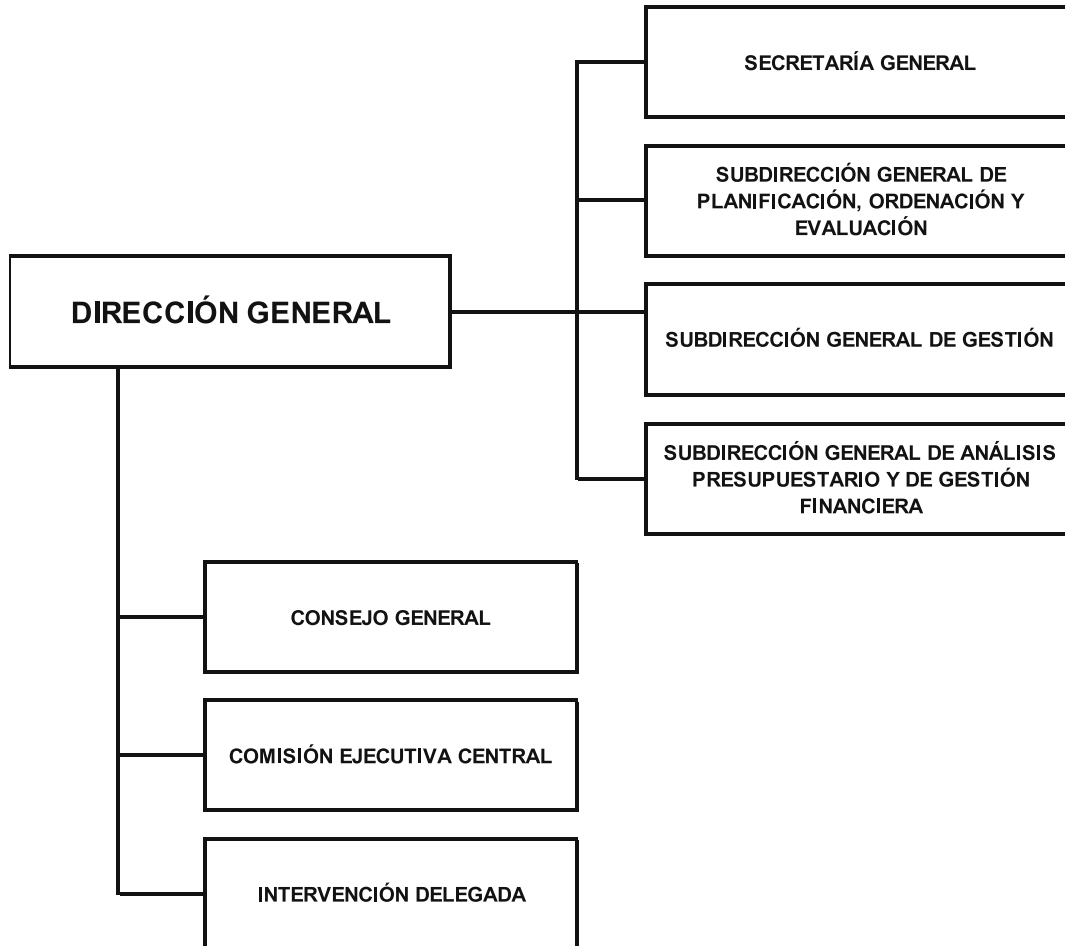 SECRETARÍA GENERAL
SUBDIRECCIÓN GENERAL DE
PLANIFICACIÓN, ORDENACIÓN Y
EVALUACIÓN
DIRECCIÓN GENERAL
SUBDIRECCIÓN GENERAL DE GESTIÓN
SUBDIRECCIÓN GENERAL DE ANÁLISIS
PRESUPUESTARIO Y DE GESTIÓN
FINANCIERA
CONSEJO GENERAL
COMISIÓN EJECUTIVA CENTRAL
INTERVENCIÓN DELEGADA